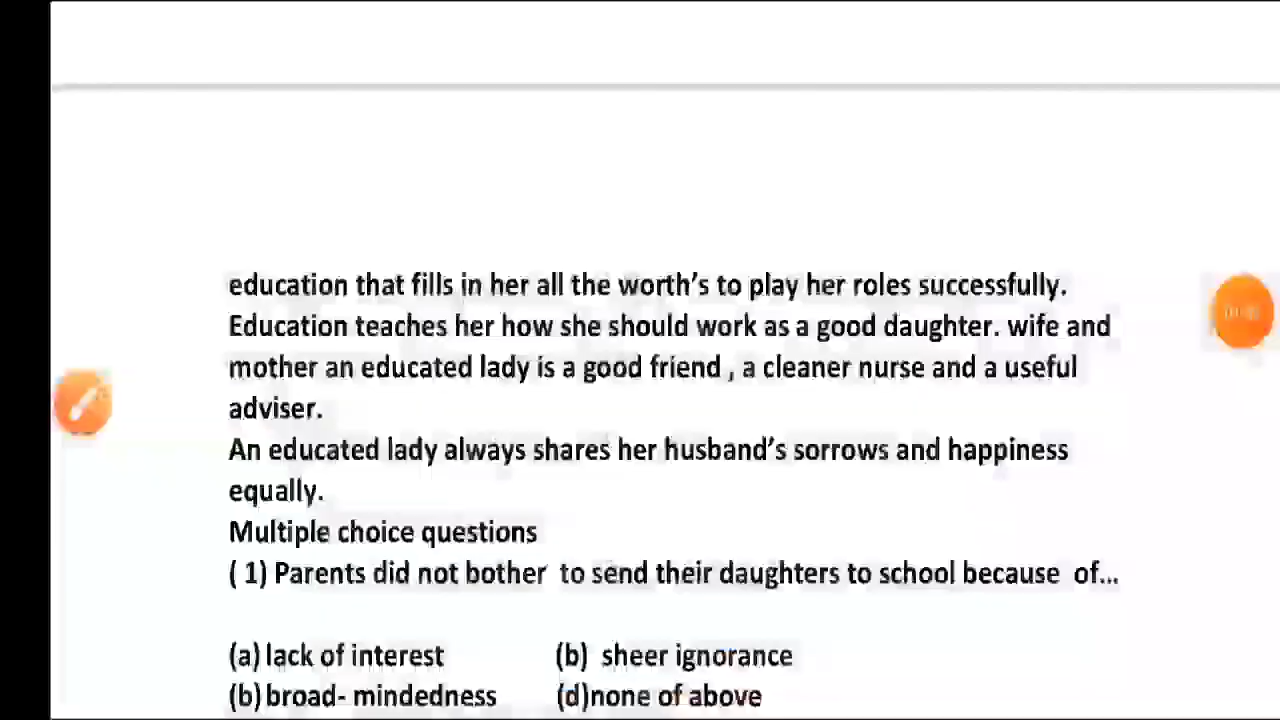 education that fills in her all the worth's to play her roles successfully.
Education teaches her how she should work as a good daughter. wife and
mother an educated lady is a good friend , a cleaner nurse and a useful
adviser.
An educated lady always shares her husband's sorrows and happiness
equally.
Multiple choice questions
( 1) Parents did not bother to send their daughters to school because of...
(a) lack of interest (b) sheer ignorance
(b) broad- mindedness (d)none of above